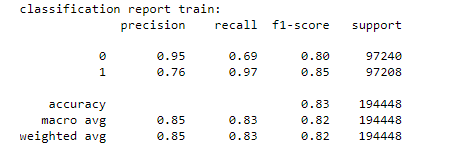 classification report train:
precision recall f1-score support
0 0.95 0.69 0.80 97240
1 0.76 0.97 0.85 97208
accuracy 0.83 194448
macro avg 0.85 0.83 0.82 194448
weighted avg 0.85 0.83 0.82 194448